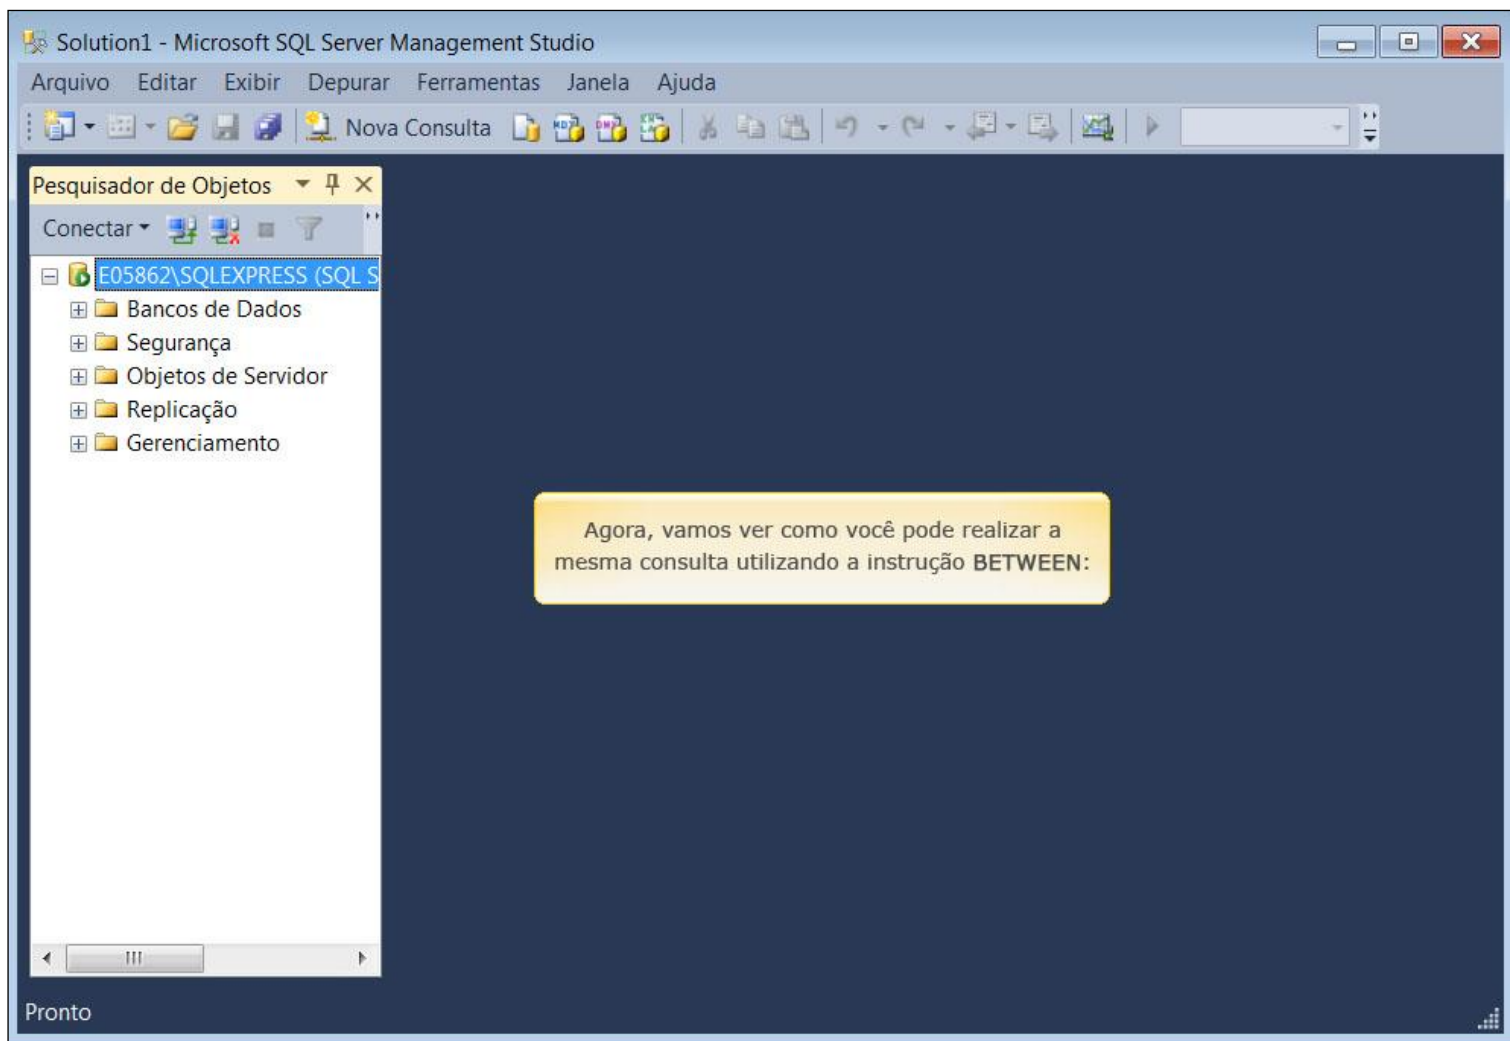 Solution1 - Microsoft SQL Server Management Studio
Arquivo Editar Exibir Depurar Ferramentas Janela Ajuda
Nova Consulta
Pesquisador de Objetos
Conectar
E05862\SQLEXPRESS (SQL S
Bancos de Dados
Segurança
Objetos de Servidor
Replicação
Gerenciamento
Agora, vamos ver como você pode realizar a
mesma consulta utilizando a instrução BETWEEN:
Pronto